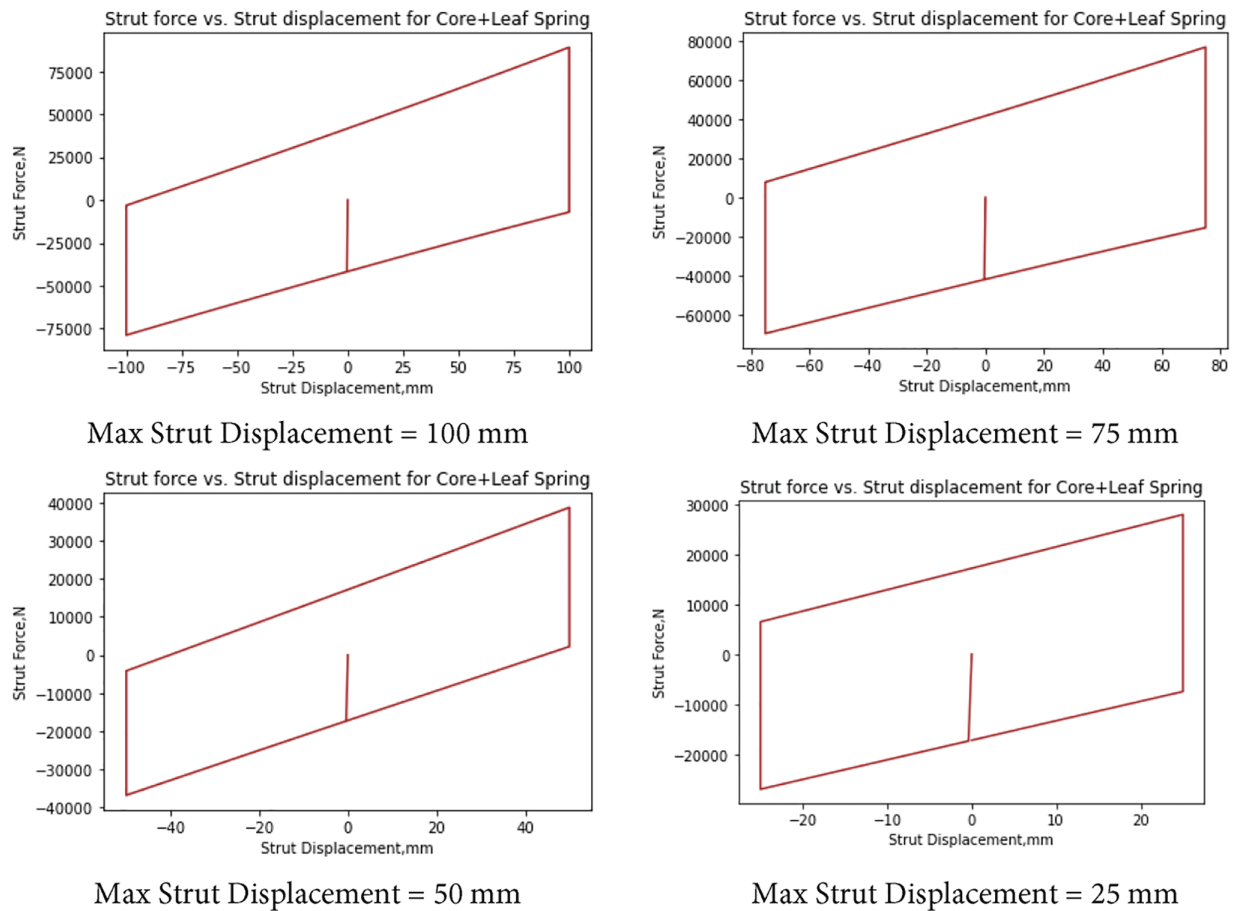 Strut force vs. Strut displacement for Core+Leaf Spring
75000
50000
25000
0
−25000
−50000
−75000
Strut Force,N
−100 −75 −50 −25 0 25 50 75 100
Strut Displacement,mm
Max Strut Displacement = 100 mm
Strut force vs. Strut displacement for Core+Leaf Spring
80000
60000
40000
20000
0
−20000
−40000
−60000
Strut Force,N
−80 −60 −40 −20 0 20 40 60 80
Strut Displacement,mm
Max Strut Displacement = 75 mm
Strut force vs. Strut displacement for Core+Leaf Spring
40000
30000
20000
10000
0
−10000
−20000
−30000
−40000
Strut Force,N
−40 −20 0 20 40
Strut Displacement,mm
Max Strut Displacement = 50 mm
Strut force vs. Strut displacement for Core+Leaf Spring
30000
20000
10000
0
−10000
−20000
Strut Force,N
−20 −10 0 10 20
Strut Displacement,mm
Max Strut Displacement = 25 mm